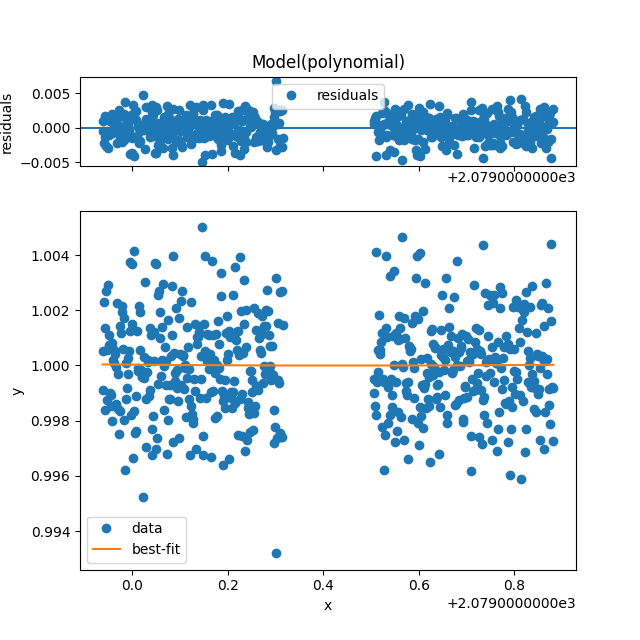 Model(polynomial)
residuals
0.005
0.000
−0.005
residuals
+2.0790000000e3
y
1.004
1.002
1.000
0.998
0.996
0.994
data
best-fit
0.0 0.2 0.4 0.6 0.8
x
+2.0790000000e3